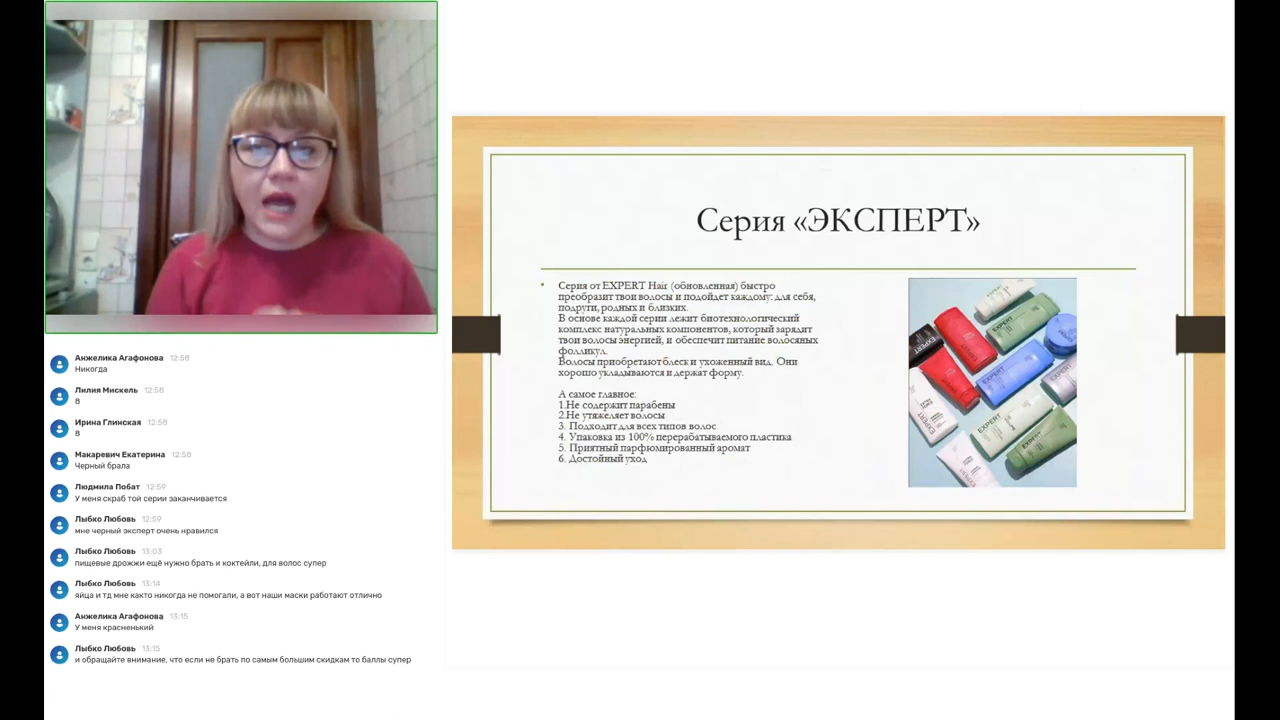 Анжелика Агафонова 12:58
Никогда
Лилия Мискель 12:58
8
Ирина Глинская 12:58
8
Макаревич Екатерина 12:58
Черный брала
Людмила Побат 12:59
У меня скраб той серии заканчивается
Лыбко Любовь 12:59
мне черный эксперт очень нравился
Лыбко Любовь 13:03
пищевые дрожжи ещё нужно брать и коктейли, для волос супер
Лыбко Любовь 13:14
яйца и тд мне както никогда не помогали, а вот наши маски работают отлично
Анжелика Агафонова 13:15
У меня красненький
Лыбко Любовь 13:15
и обращайте внимание, что если не брать по самым большим скидкам то баллы супер
Серия «ЭКСПЕРТ»
Серия от EXPERT Hair (обновленная) быстро
преобразит твои волосы и подойдет каждому: для себя,
подруги, родных и близких.
В основе каждой серии лежит биотехнологический
комплекс натуральных компонентов, который зарядит
твои волосы энергией, и обеспечит питание волосяных
фолликул.
Волосы приобретают блеск и ухоженный вид. Они
хорошо укладываются и держат форму.
А самое главное:
1.Не содержит парабены
2.Не утяжеляет волосы
3. Подходит для всех типов волос
4. Упаковка из 100% перерабатываемого пластика
5. Приятный парфюмированный аромат
6. Достойный уход
EXPERT
EXPERT
EXPERT
EXPERT